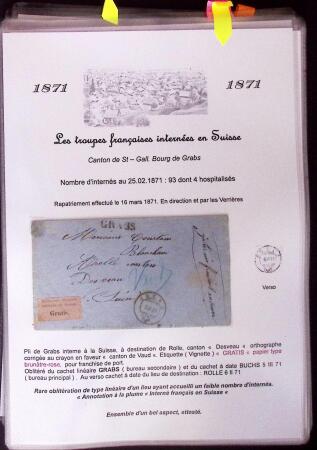 1871
1871
Les troupes françaises internées en Suisse
Canton de St – Gall. Bourg de Grabs
Nombre d'internés au 25.02.1871 : 93 dont 4 hospitalisés
Rapatriement effectué le 16 mars 1871. En direction et par les Verrières
GRABS
Monsieur
Gratis.
Verso
Pli de Grabs interne à la Suisse, à destination de Rolle, canton « Desveau » orthographe
corrigée au crayon en faveur « canton de Vaud ». Etiquette ( Vignette ) « GRATIS » papier type
brunâtre-rose, pour franchise de port.
Oblitéré du cachet linéaire GRABS ( bureau secondaire ) et du cachet à date BUCHS 5 III 71
( bureau principal ) . Au verso cachet à date du lieu de destination : ROLLE 6 II 71
Rare oblitération de type linéaire d'un lieu ayant accueilli un faible nombre d'internés.
« Annotation à la plume « Interné français en Suisse »
Ensemble d'un bel aspect, attesté.